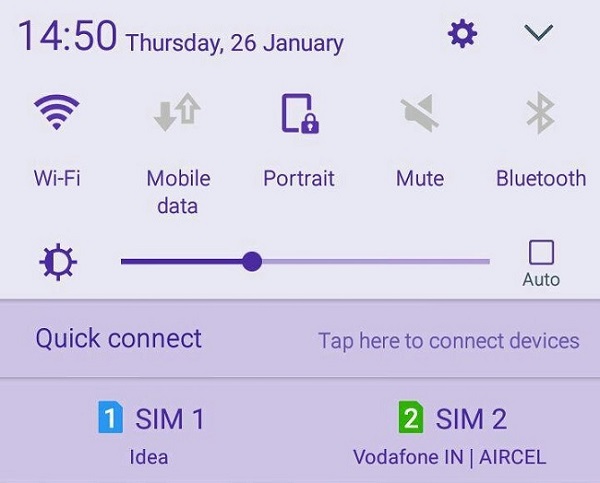 14:50 Thursday, 26 January
Wi-Fi Mobile data Portrait Mute Bluetooth
Auto
Quick connect Tap here to connect devices
1 SIM 1 2 SIM 2
Idea Vodafone IN | AIRCEL